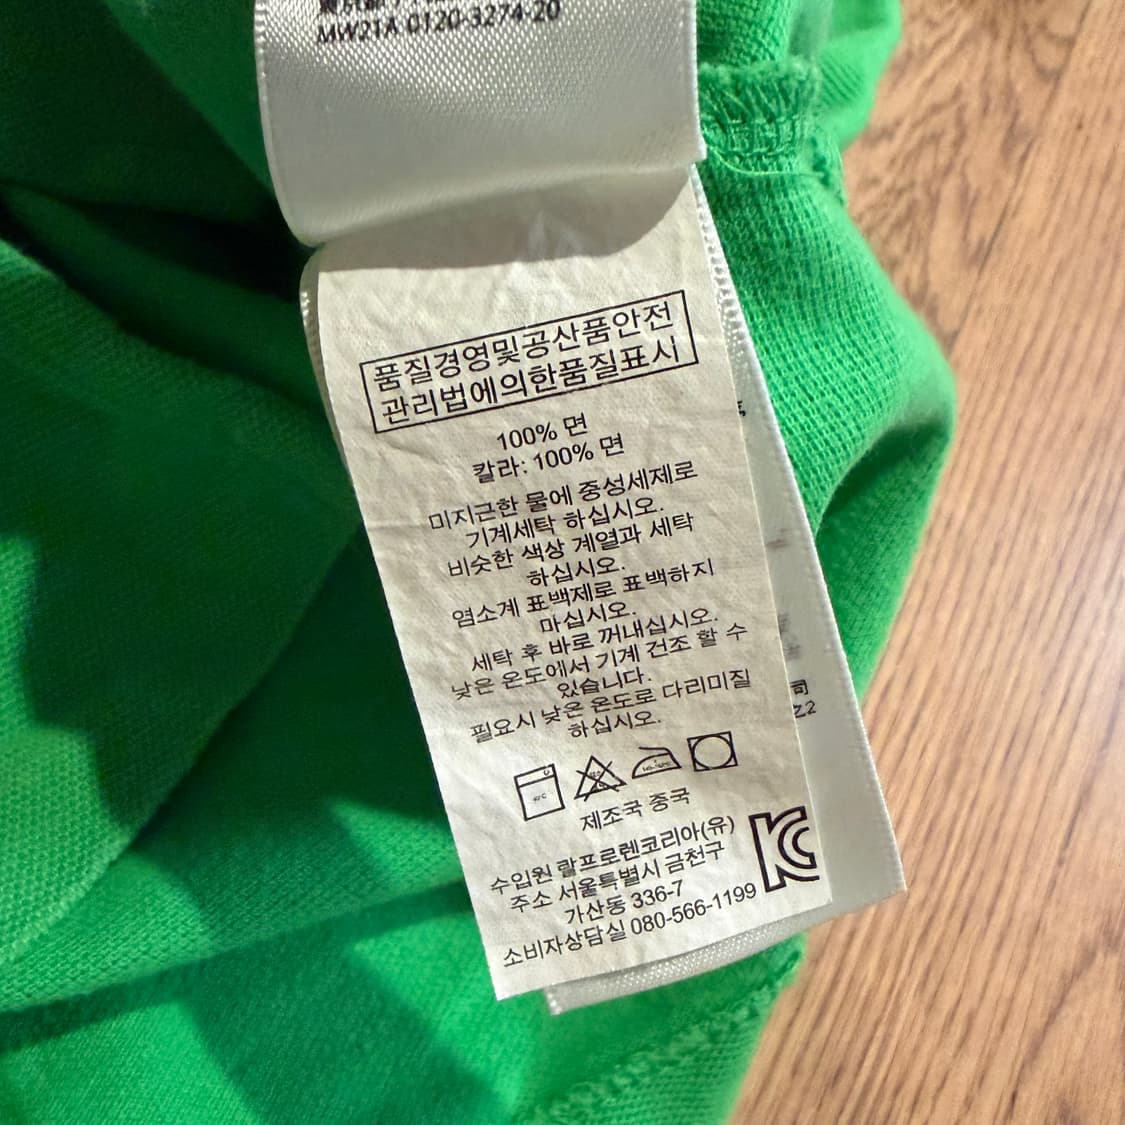 MW21A 0120-3274-20
품질경영및공산품안전
관리법에의한품질표시
100% 면
칼라: 100% 면
미지근한 물에 중성세제로
기계세탁 하십시오.
비슷한 색상 계열과 세탁
하십시오.
염소계 표백제로 표백하지
마십시오.
세탁 후 바로 꺼내십시오.
낮은 온도에서 기계 건조 할 수
있습니다.
필요시 낮은 온도로 다리미질
하십시오.
제조국 중국
수입원 랄프로렌코리아(유)
주소 서울특별시 금천구
가산동 336-7
소비자상담실 080-566-1199
司
Z2